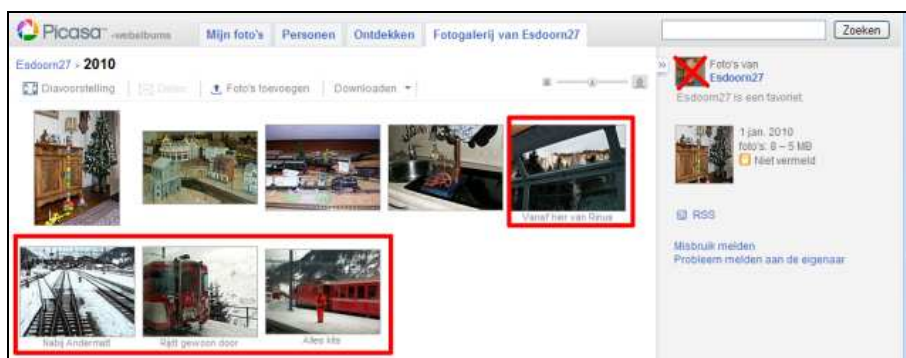 Picasa™ -webalbums
Mijn foto's Personen Ontdekken Fotogalerij van Esdoorn27
Zoeken
Esdoorn27 > 2010
Diavoorstelling Delen Foto's toevoegen Downloaden
Foto's van
Esdoorn27
Esdoorn27 is een favoriet
1 jan. 2010
foto's: 8 – 5 MB
Niet vermeld
Vanaf hier van Rinus
RSS
Misbruik melden
Probleem melden aan de eigenaar
Nabij Andermatt Rijdt gewoon door Alles kits